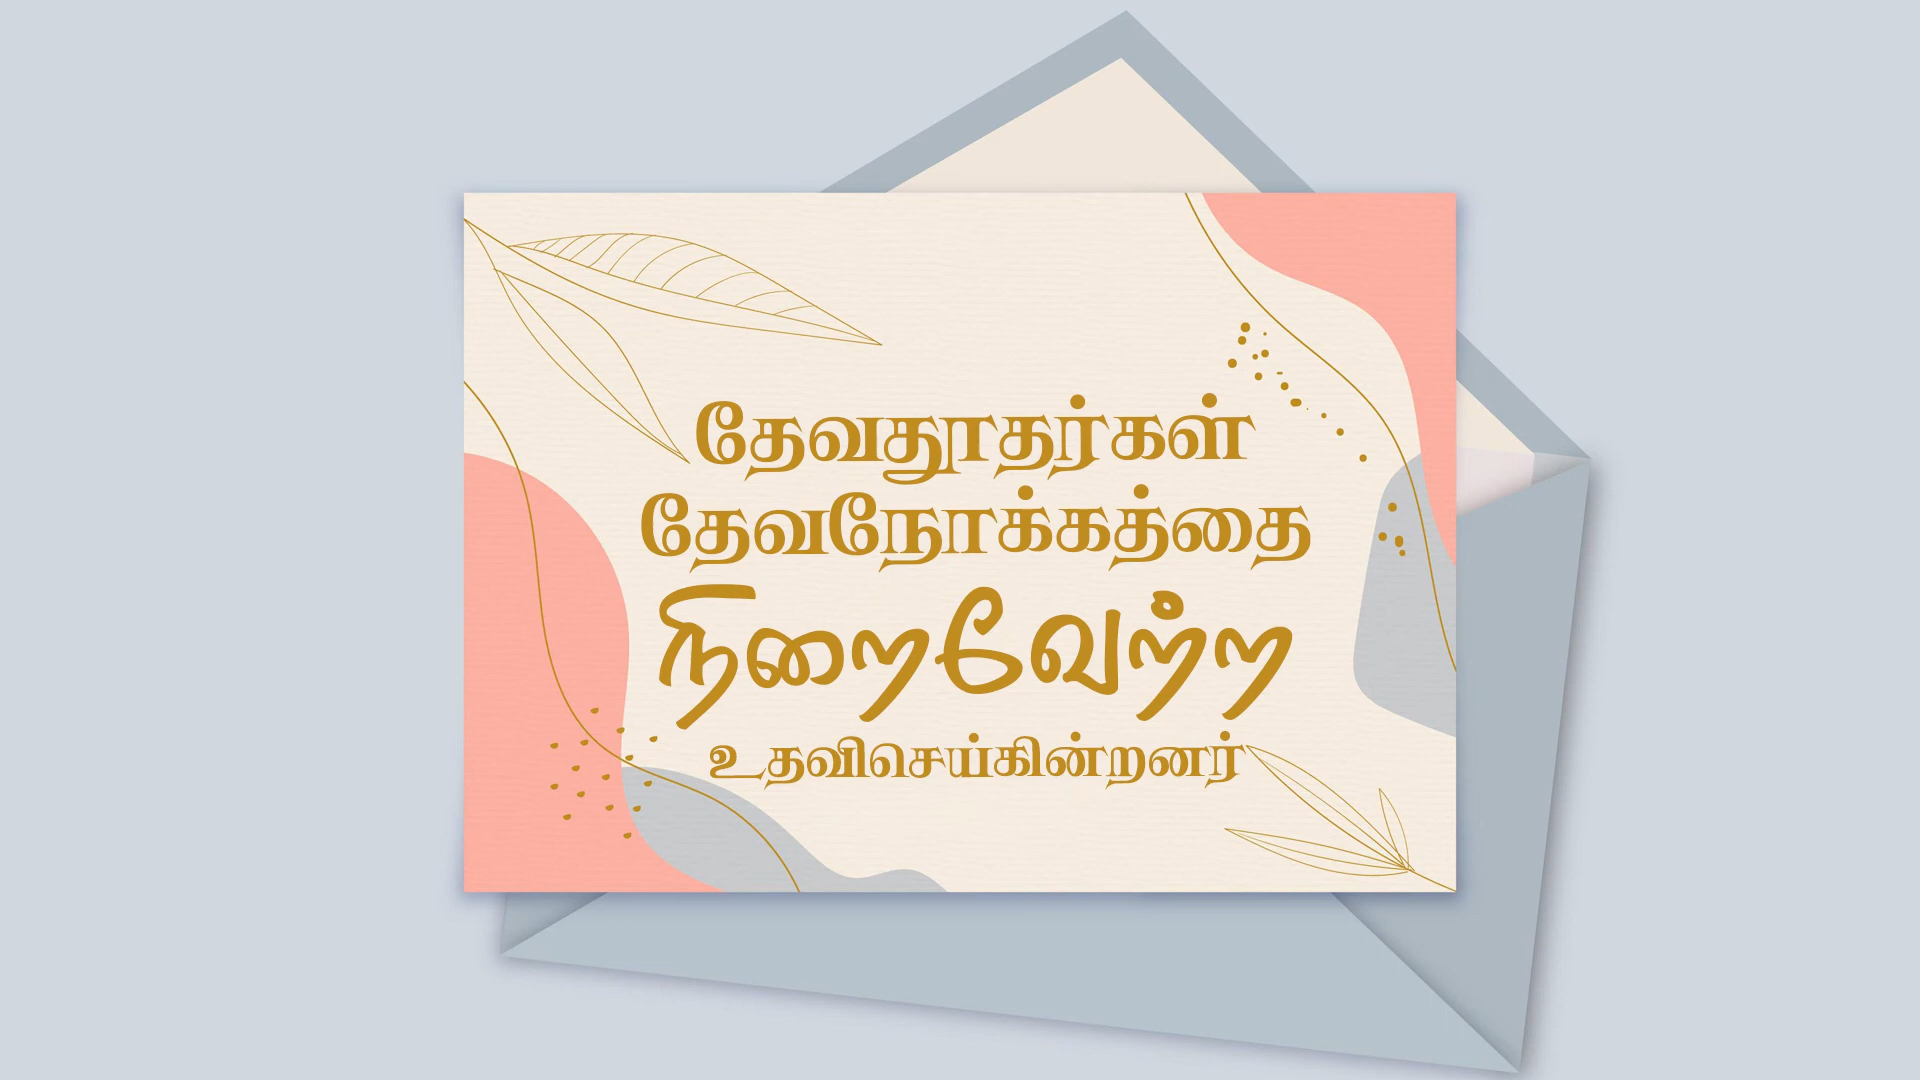 தேவதூதர்கள்
தேவநோக்கத்தை
நிறைவேற்ற
உதவிசெய்கின்றனர்